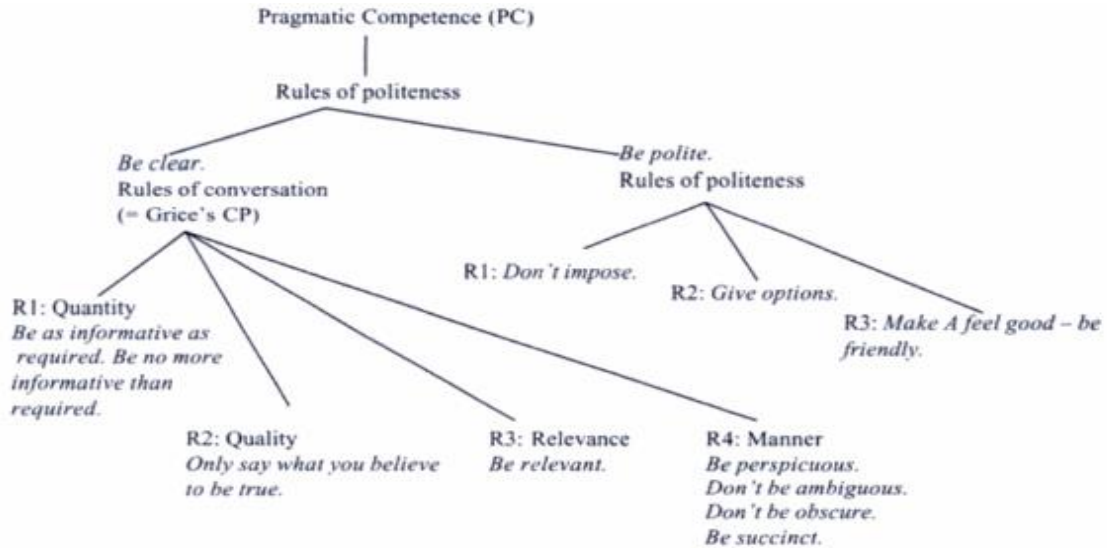 Pragmatic Competence (PC)
Rules of politeness
Be clear.
Rules of conversation
(= Grice's CP)
Be polite.
Rules of politeness
R1: Don't impose.
R2: Give options.
R3: Make A feel good – be
friendly.
R1: Quantity
Be as informative as
required. Be no more
informative than
required.
R2: Quality
Only say what you believe
to be true.
R3: Relevance
Be relevant.
R4: Manner
Be perspicuous.
Don't be ambiguous.
Don't be obscure.
Be succinct.